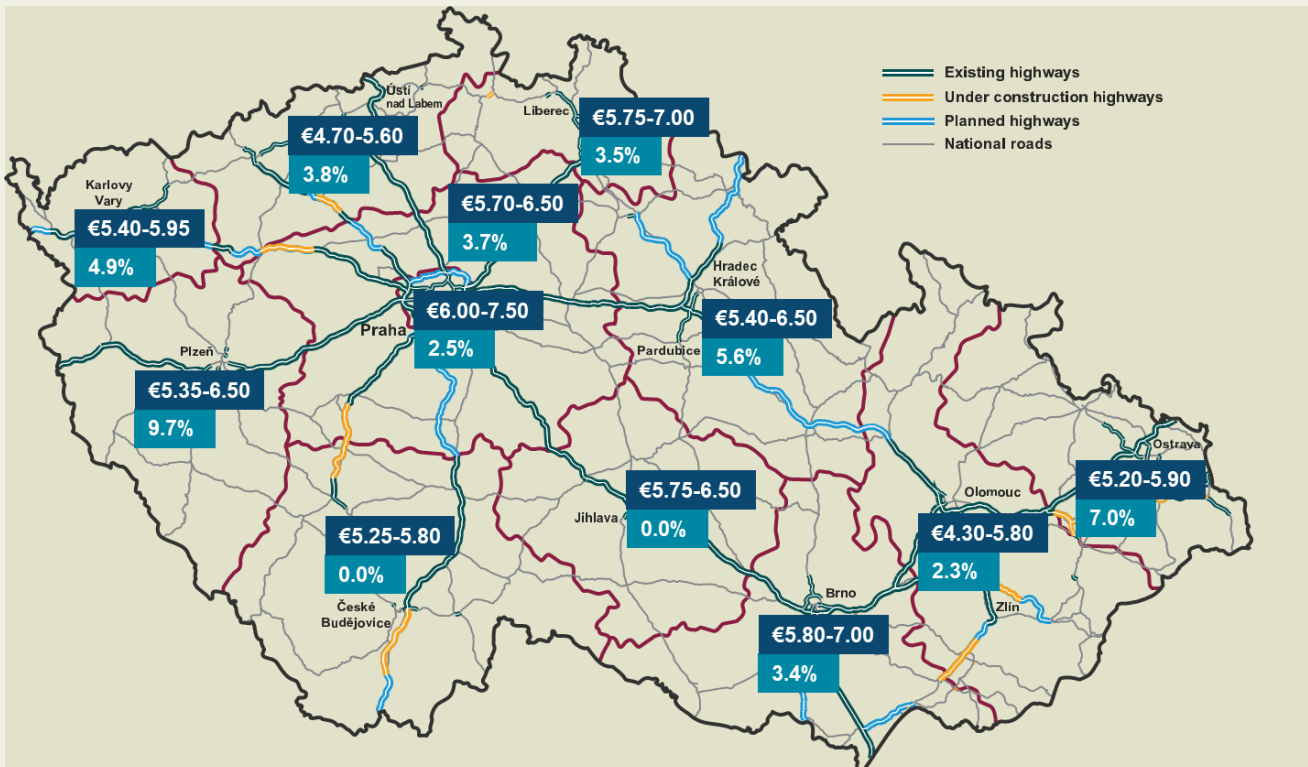 Existing highways
Under construction highways
Planned highways
National roads
Ústí
nad Labem
€4.70-5.60
3.8%
Liberec
€5.75-7.00
3.5%
Karlovy
Vary
€5.40-5.95
4.9%
€5.70-6.50
3.7%
Praha
€6.00-7.50
2.5%
Hradec
Králové
Pardubice
€5.40-6.50
5.6%
Plzeň
€5.35-6.50
9.7%
Jihlava
€5.75-6.50
0.0%
€5.25-5.80
0.0%
České
Budějovice
Ostrava
€5.20-5.90
7.0%
Olomouc
€4.30-5.80
2.3%
Zlín
Brno
€5.80-7.00
3.4%